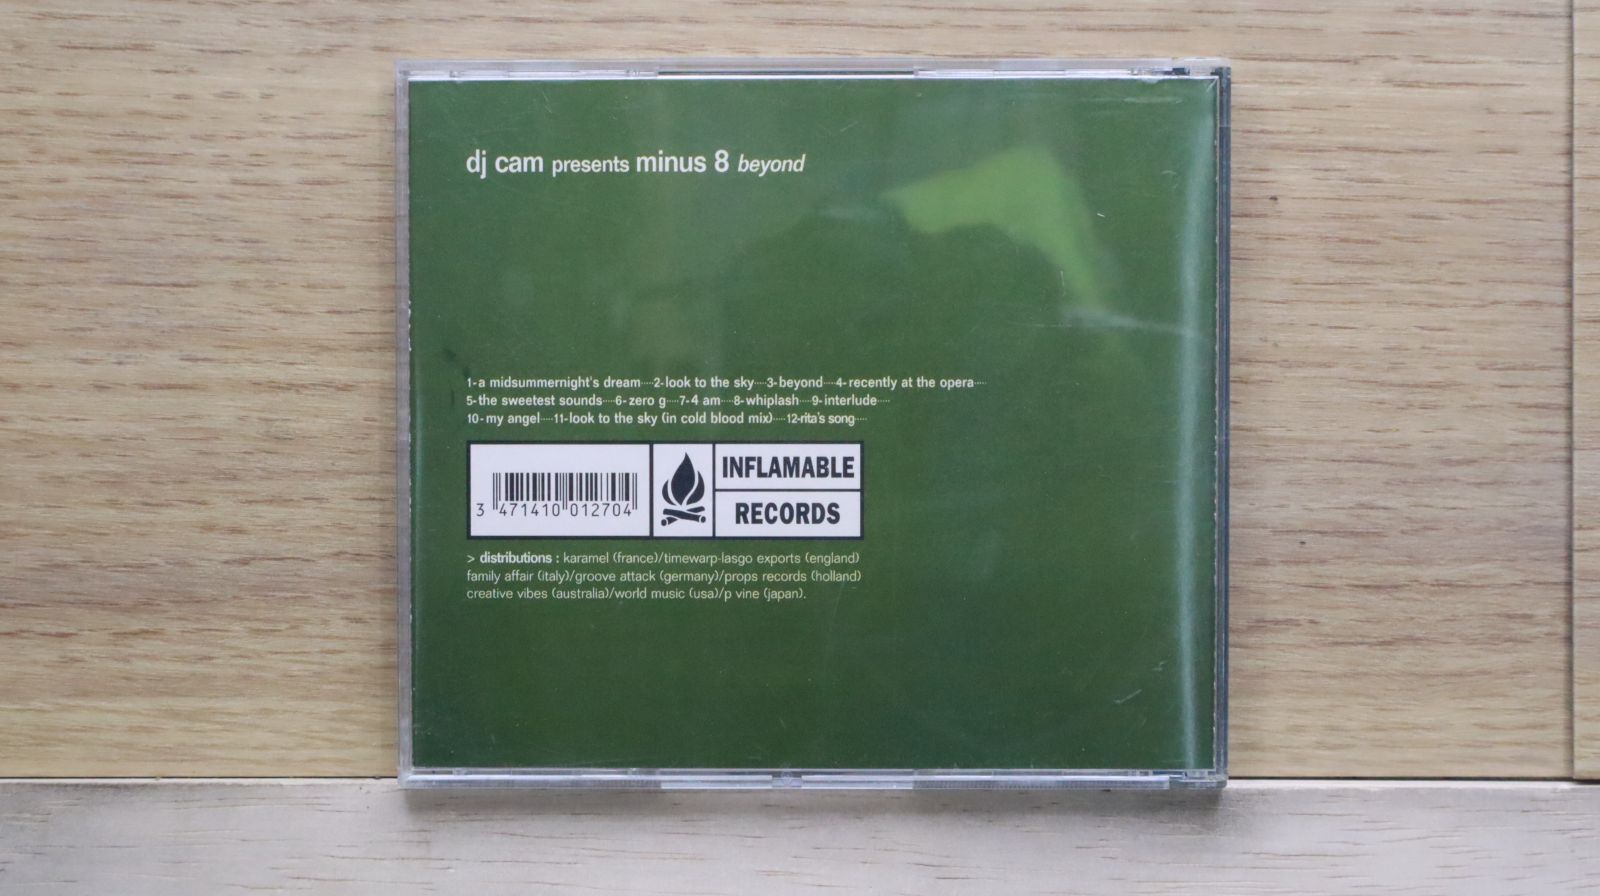 dj cam presents minus 8 beyond
1-a midsummernight's dream····2-look to the sky····3-beyond····4-recently at the opera····
5-the sweetest sounds····6-zero g····7-4 am····8-whiplash····9-interlude····
10-my angel····11-look to the sky (in cold blood mix)····12-rita's song····
INFLAMABLE
RECORDS
3 471410 012704
> distributions : karamel (france)/timewarp-lasgo exports (england)
family affair (italy)/groove attack (germany)/props records (holland)
creative vibes (australia)/world music (usa)/p vine (japan).